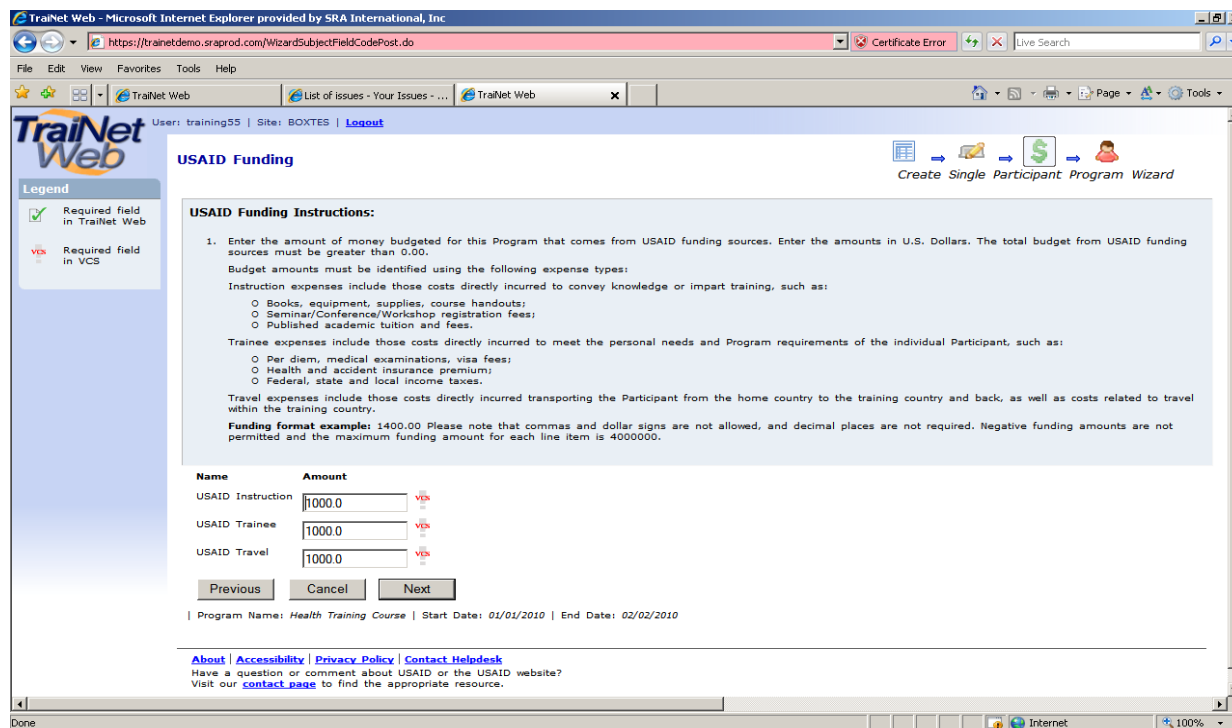 TraiNet Web - Microsoft Internet Explorer provided by SRA International, Inc
https://trainetdemo.sraprod.com/WizardSubjectFieldCodePost.do
Certificate Error
Live Search
File Edit View Favorites Tools Help
TraiNet Web
List of issues - Your Issues - ...
TraiNet Web
Page
Tools
TraiNet
Web
User: training55 | Site: BOXTES | Logout
USAID Funding
Create Single Participant Program Wizard
Legend
Required field
in TraiNet Web
VCS
Required field
in VCS
USAID Funding Instructions:
1. Enter the amount of money budgeted for this Program that comes from USAID funding sources. Enter the amounts in U.S. Dollars. The total budget from USAID funding
sources must be greater than 0.00.
Budget amounts must be identified using the following expense types:
Instruction expenses include those costs directly incurred to convey knowledge or impart training, such as:
O Books, equipment, supplies, course handouts;
O Seminar/Conference/Workshop registration fees;
O Published academic tuition and fees.
Trainee expenses include those costs directly incurred to meet the personal needs and Program requirements of the individual Participant, such as:
O Per diem, medical examinations, visa fees;
O Health and accident insurance premium;
O Federal, state and local income taxes.
Travel expenses include those costs directly incurred transporting the Participant from the home country to the training country and back, as well as costs related to travel
within the training country.
Funding format example: 1400.00 Please note that commas and dollar signs are not allowed, and decimal places are not required. Negative funding amounts are not
permitted and the maximum funding amount for each line item is 4000000.
Name Amount
USAID Instruction 1000.0 VCS
USAID Trainee 1000.0 VCS
USAID Travel 1000.0 VCS
Previous Cancel Next
| Program Name: Health Training Course | Start Date: 01/01/2010 | End Date: 02/02/2010
About | Accessibility | Privacy Policy | Contact Helpdesk
Have a question or comment about USAID or the USAID website?
Visit our contact page to find the appropriate resource.
Done
Internet
100%